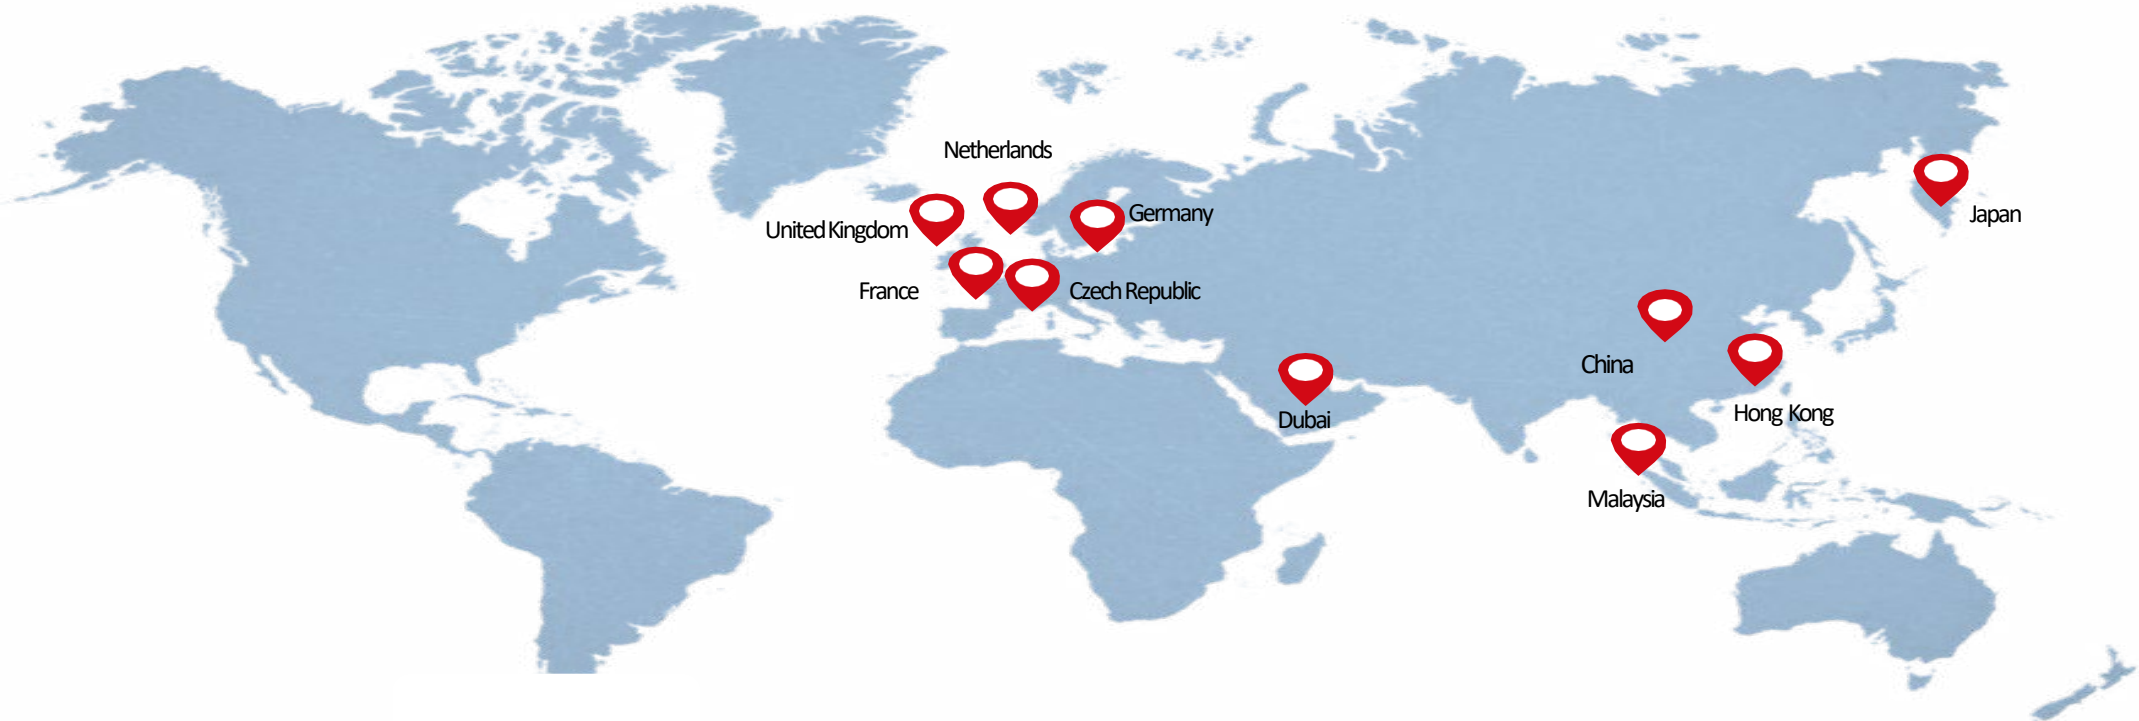 Netherlands
Germany
United Kingdom
Japan
France
Czech Republic
China
Hong Kong
Dubai
Malaysia